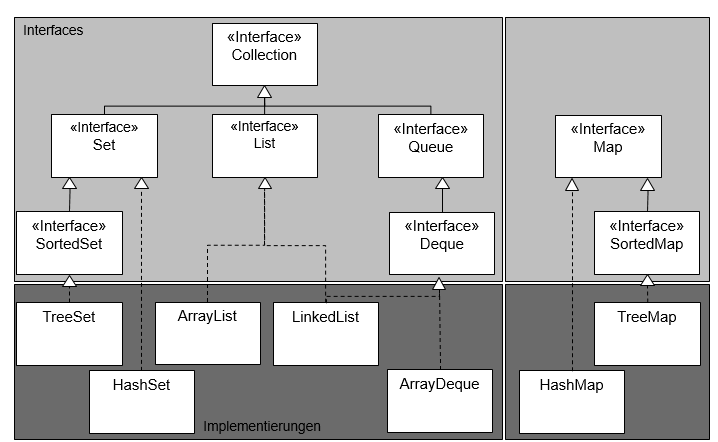 Interfaces
«Interface»
Collection
«Interface»
Set
«Interface»
List
«Interface»
Queue
«Interface»
Map
«Interface»
SortedSet
«Interface»
Deque
«Interface»
SortedMap
TreeSet
ArrayList
LinkedList
TreeMap
HashSet
ArrayDeque
HashMap
Implementierungen